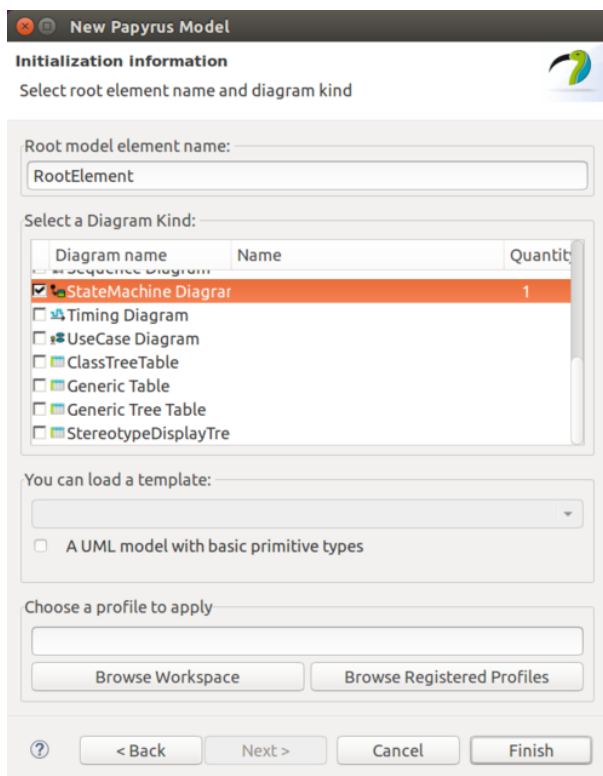 New Papyrus Model
Initialization information
Select root element name and diagram kind
Root model element name:
RootElement
Select a Diagram Kind:
Diagram name Name Quantit
Sequence Diagram
StateMachine Diagrar 1
Timing Diagram
UseCase Diagram
ClassTreeTable
Generic Table
Generic Tree Table
StereotypeDisplayTre
You can load a template:
A UML model with basic primitive types
Choose a profile to apply
Browse Workspace Browse Registered Profiles
? < Back Next > Cancel Finish